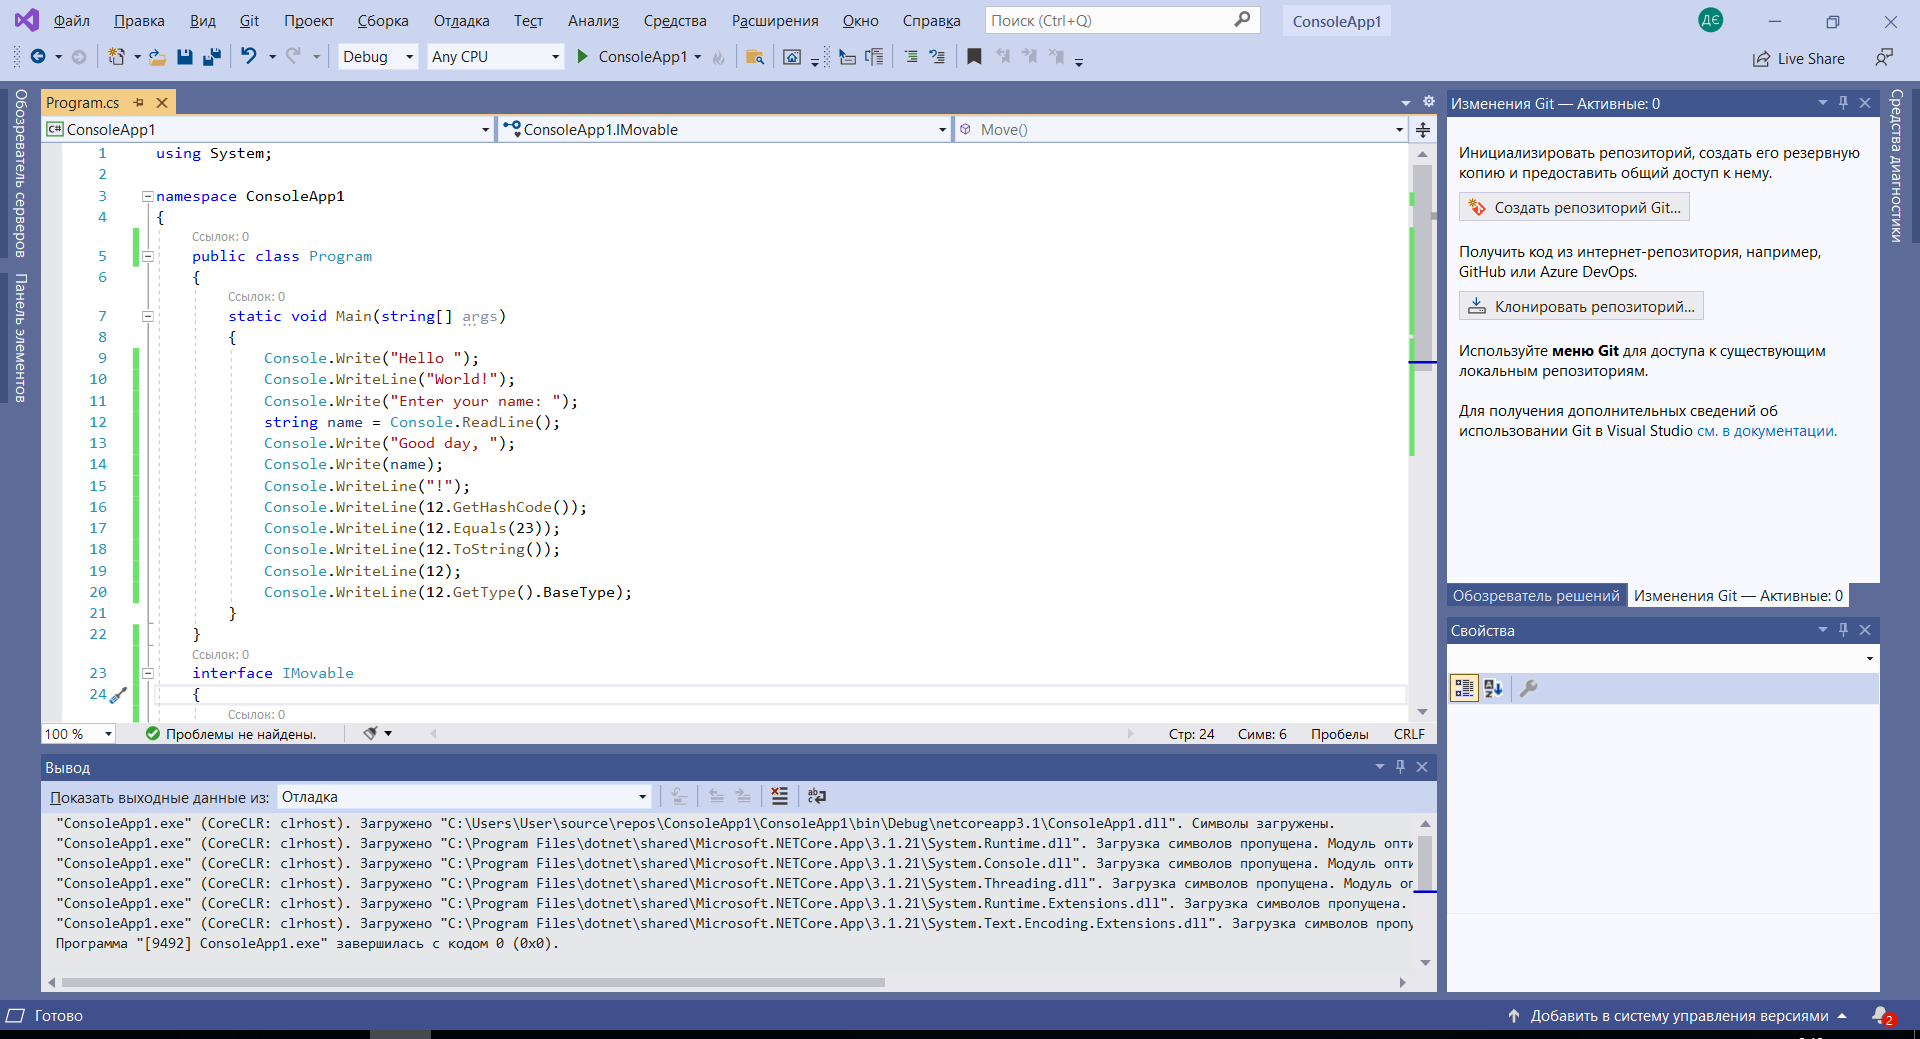 Файл Правка Вид Git Проект Сборка Отладка Тест Анализ Средства Расширения Окно Справка Поиск (Ctrl+Q) ConsoleApp1 ДЄ
Debug Any CPU ConsoleApp1 Live Share
Обозреватель серверов
Панель элементов
Program.cs
ConsoleApp1 ConsoleApp1.IMovable Move()
1 using System;
2
3 namespace ConsoleApp1
4 {
Ссылок: 0
5 public class Program
6 {
Ссылок: 0
7 static void Main(string[] args)
8 {
9 Console.Write("Hello ");
10 Console.WriteLine("World!");
11 Console.Write("Enter your name: ");
12 string name = Console.ReadLine();
13 Console.Write("Good day, ");
14 Console.Write(name);
15 Console.WriteLine("!");
16 Console.WriteLine(12.GetHashCode());
17 Console.WriteLine(12.Equals(23));
18 Console.WriteLine(12.ToString());
19 Console.WriteLine(12);
20 Console.WriteLine(12.GetType().BaseType);
21 }
22 }
Ссылок: 0
23 interface IMovable
24 {
Ссылок: 0
100 % Проблемы не найдены. Стр: 24 Симв: 6 Пробелы CRLF
Вывод
Показать выходные данные из: Отладка
"ConsoleApp1.exe" (CoreCLR: clrhost). Загружено "C:\Users\User\source\repos\ConsoleApp1\ConsoleApp1\bin\Debug\netcoreapp3.1\ConsoleApp1.dll". Символы загружены.
"ConsoleApp1.exe" (CoreCLR: clrhost). Загружено "C:\Program Files\dotnet\shared\Microsoft.NETCore.App\3.1.21\System.Runtime.dll". Загрузка символов пропущена. Модуль опти
"ConsoleApp1.exe" (CoreCLR: clrhost). Загружено "C:\Program Files\dotnet\shared\Microsoft.NETCore.App\3.1.21\System.Console.dll". Загрузка символов пропущена. Модуль опти
"ConsoleApp1.exe" (CoreCLR: clrhost). Загружено "C:\Program Files\dotnet\shared\Microsoft.NETCore.App\3.1.21\System.Threading.dll". Загрузка символов пропущена. Модуль оп
"ConsoleApp1.exe" (CoreCLR: clrhost). Загружено "C:\Program Files\dotnet\shared\Microsoft.NETCore.App\3.1.21\System.Runtime.Extensions.dll". Загрузка символов пропущена.
"ConsoleApp1.exe" (CoreCLR: clrhost). Загружено "C:\Program Files\dotnet\shared\Microsoft.NETCore.App\3.1.21\System.Text.Encoding.Extensions.dll". Загрузка символов пропу
Программа "[9492] ConsoleApp1.exe" завершилась с кодом 0 (0x0).
Изменения Git — Активные: 0
Инициализировать репозиторий, создать его резервную
копию и предоставить общий доступ к нему.
Создать репозиторий Git...
Получить код из интернет-репозитория, например,
GitHub или Azure DevOps.
Клонировать репозиторий...
Используйте меню Git для доступа к существующим
локальным репозиториям.
Для получения дополнительных сведений об
использовании Git в Visual Studio см. в документации.
Обозреватель решений Изменения Git — Активные: 0
Свойства
Средства диагностики
Готово Добавить в систему управления версиями 2